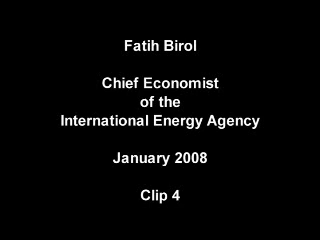 Fatih Birol
Chief Economist
of the
International Energy Agency
January 2008
Clip 4